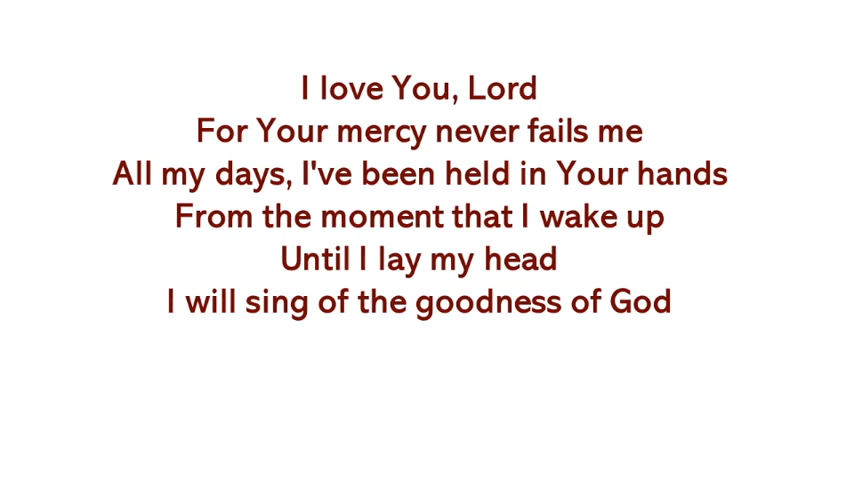 I love You, Lord
For Your mercy never fails me
All my days, I've been held in Your hands
From the moment that I wake up
Until I lay my head
I will sing of the goodness of God